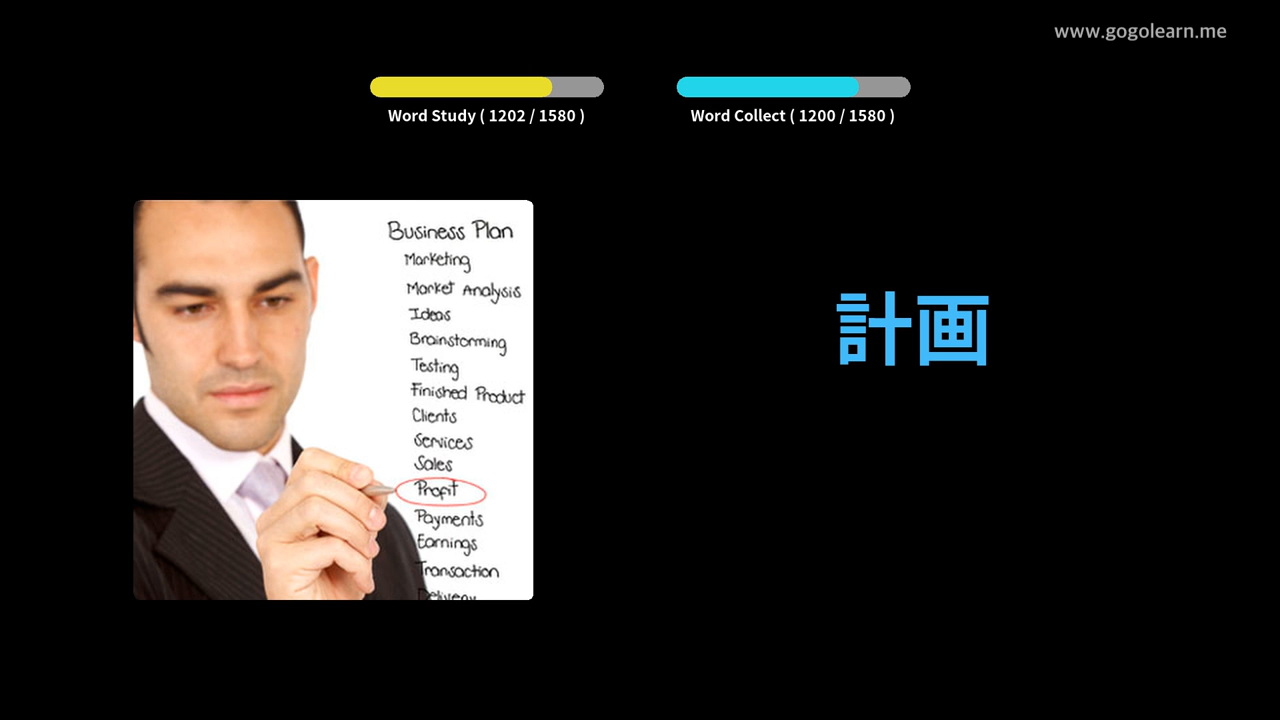 www.gogolearn.me
Word Study ( 1202 / 1580 )
Word Collect ( 1200 / 1580 )
Business Plan
Marketing
Market Analysis
Ideas
Brainstorming
Testing
Finished Product
Clients
Services
Sales
Profit
Payments
Earnings
Transaction
Delivery
計画